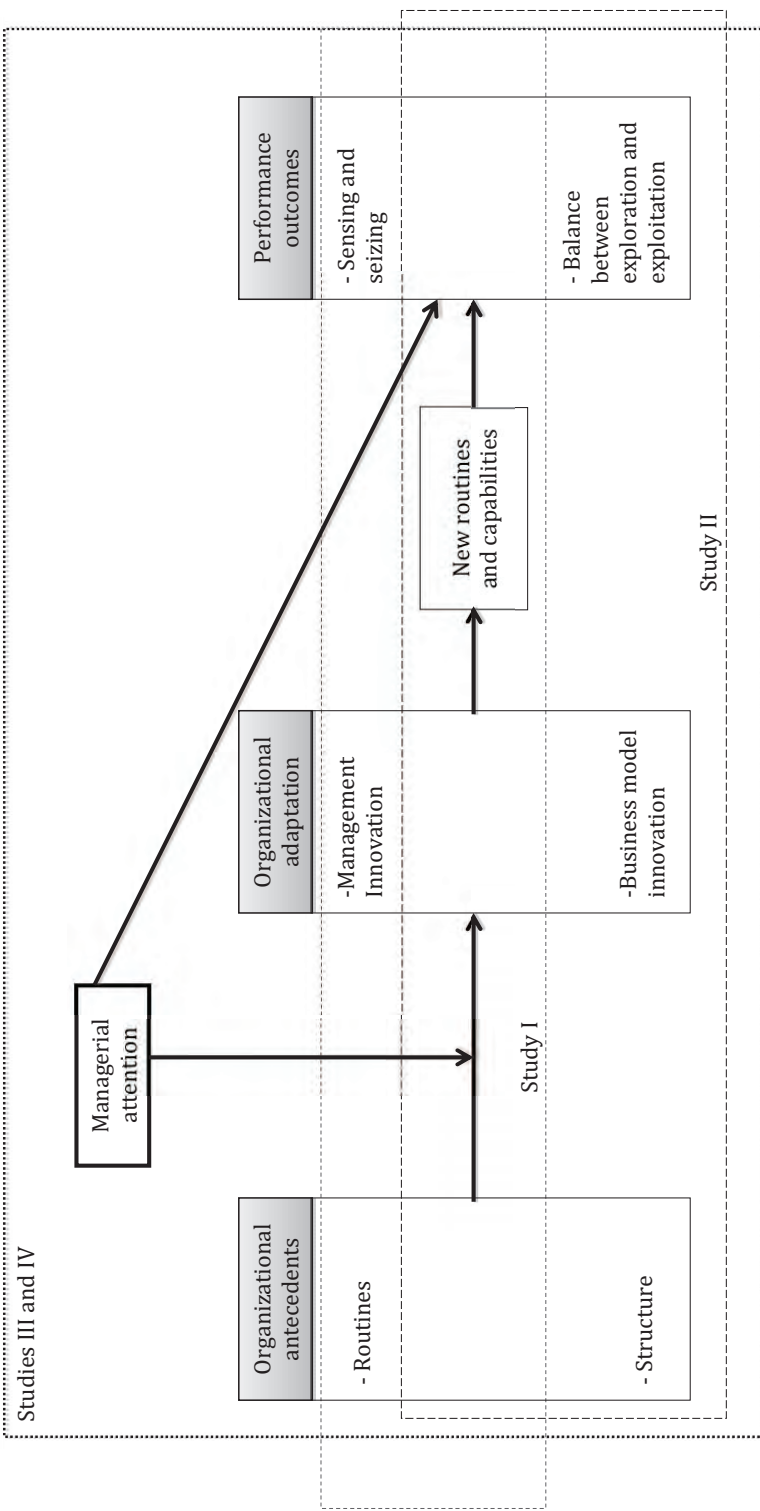 Studies III and IV
Managerial
attention
Organizational
antecedents
- Routines
- Structure
Organizational
adaptation
-Management
Innovation
-Business model
innovation
New routines
and capabilities
Performance
outcomes
- Sensing and
seizing
- Balance
between
exploration and
exploitation
Study I
Study II